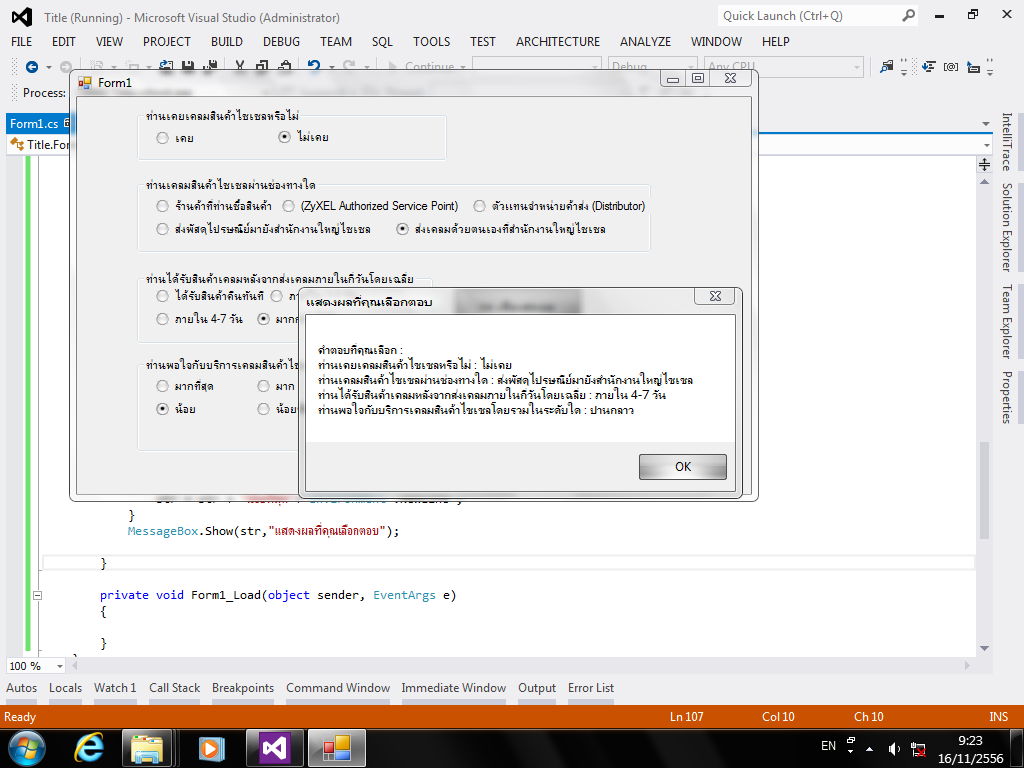 Title (Running) - Microsoft Visual Studio (Administrator)
Quick Launch (Ctrl+Q)
FILE EDIT VIEW PROJECT BUILD DEBUG TEAM SQL TOOLS TEST ARCHITECTURE ANALYZE WINDOW HELP
Continue Debug Any CPU
Process:
Form1
Form1.cs
Title.For
ท่านเคยเคลมสินค้าไซเซลหรือไม่
เคย ไม่เคย
ท่านเคลมสินค้าไซเซลผ่านช่องทางใด
ร้านค้าที่ท่านซื้อสินค้า (ZyXEL Authorized Service Point) ตัวแทนจำหน่ายค้าส่ง (Distributor)
ส่งพัสดุไปรษณีย์มายังสำนักงานใหญ่ไซเซล ส่งเคลมด้วยตนเองที่สำนักงานใหญ่ไซเซล
ท่านได้รับสินค้าเคลมหลังจากส่งเคลมภายในกี่วันโดยเฉลี่ย
ได้รับสินค้าคืนทันที
ภายใน 4-7 วัน
ท่านพอใจกับบริการเคลมสินค้าไซเ
มากที่สุด มาก
น้อย น้อย
แสดงผลที่คุณเลือกตอบ
คำตอบที่คุณเลือก :
ท่านเคยเคลมสินค้าไซเซลหรือไม่ : ไม่เคย
ท่านเคลมสินค้าไซเซลผ่านช่องทางใด : ส่งพัสดุไปรษณีย์มายังสำนักงานใหญ่ไซเซล
ท่านได้รับสินค้าเคลมหลังจากส่งเคลมภายในกี่วันโดยเฉลี่ย : ภายใน 4-7 วัน
ท่านพอใจกับบริการเคลมสินค้าไซเซลโดยรวมในระดับใด : ปานกลาว
OK
}
MessageBox.Show(str,"แสดงผลที่คุณเลือกตอบ");
}
private void Form1_Load(object sender, EventArgs e)
{
}
IntelliTrace
Solution Explorer
Team Explorer
Properties
100 %
Autos Locals Watch 1 Call Stack Breakpoints Command Window Immediate Window Output Error List
Ready Ln 107 Col 10 Ch 10 INS
EN 9:23
16/11/2556